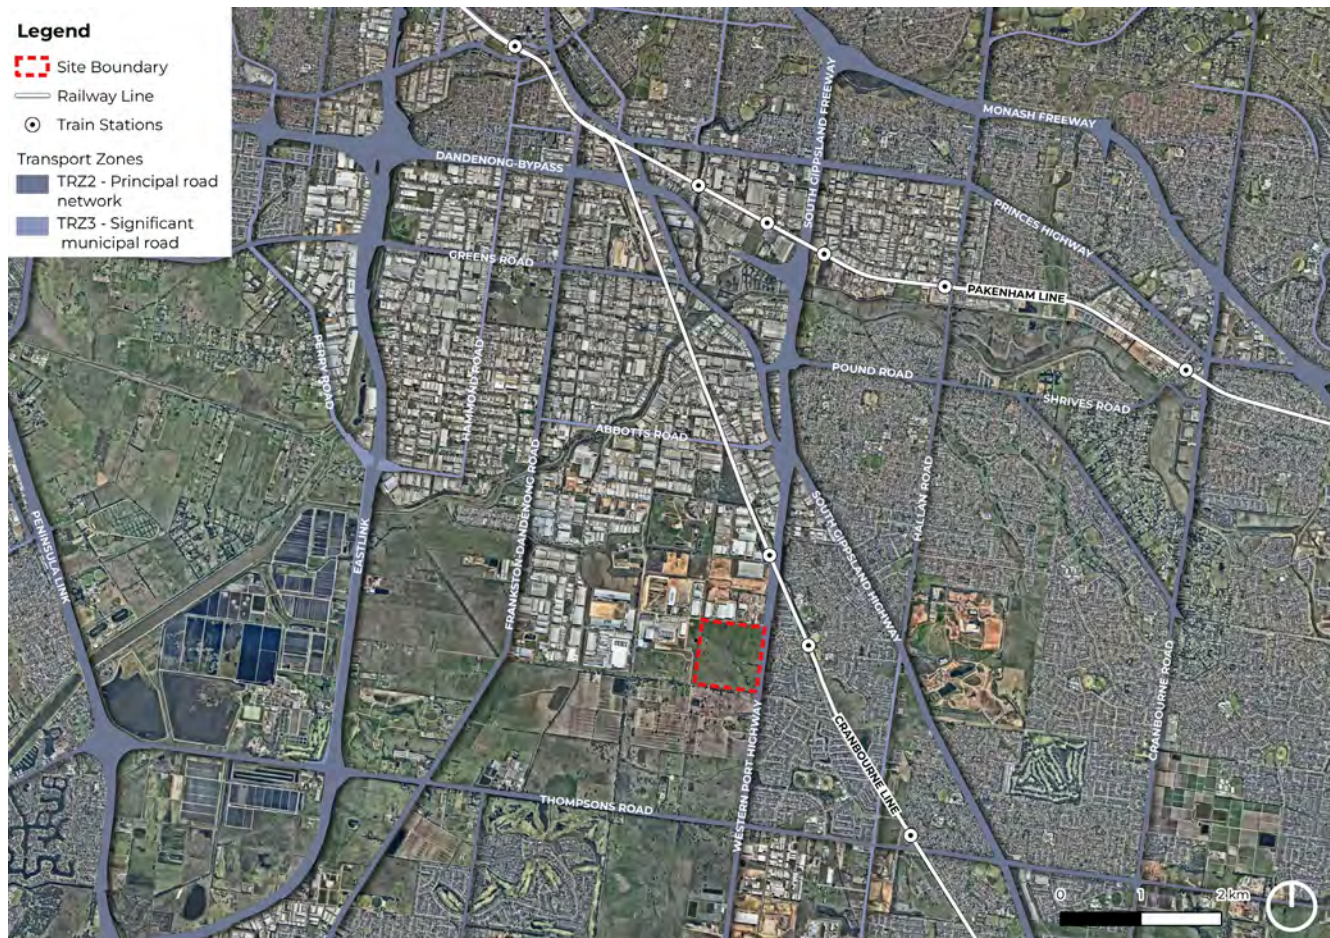 Legend
Site Boundary
Railway Line
Train Stations
Transport Zones
TRZ2 - Principal road
network
TRZ3 - Significant
municipal road
MONASH FREEWAY
SOUTH GIPPSLAND FREEWAY
DANDENONG-BYPASS
PRINCES HIGHWAY
GREENS ROAD
PAKENHAM LINE
PERRY ROAD
HAMMOND ROAD
POUND ROAD
SHRIVES ROAD
ABBOTTS ROAD
FRANKSTON-DANDENONG ROAD
HALLAN ROAD
SOUTH GIPPSLAND HIGHWAY
PENINSULA LINK
EASTLINK
CRANBOURNE ROAD
WESTERN PORT HIGHWAY
CRANBOURNE LINE
THOMPSONS ROAD
0 1 2 km